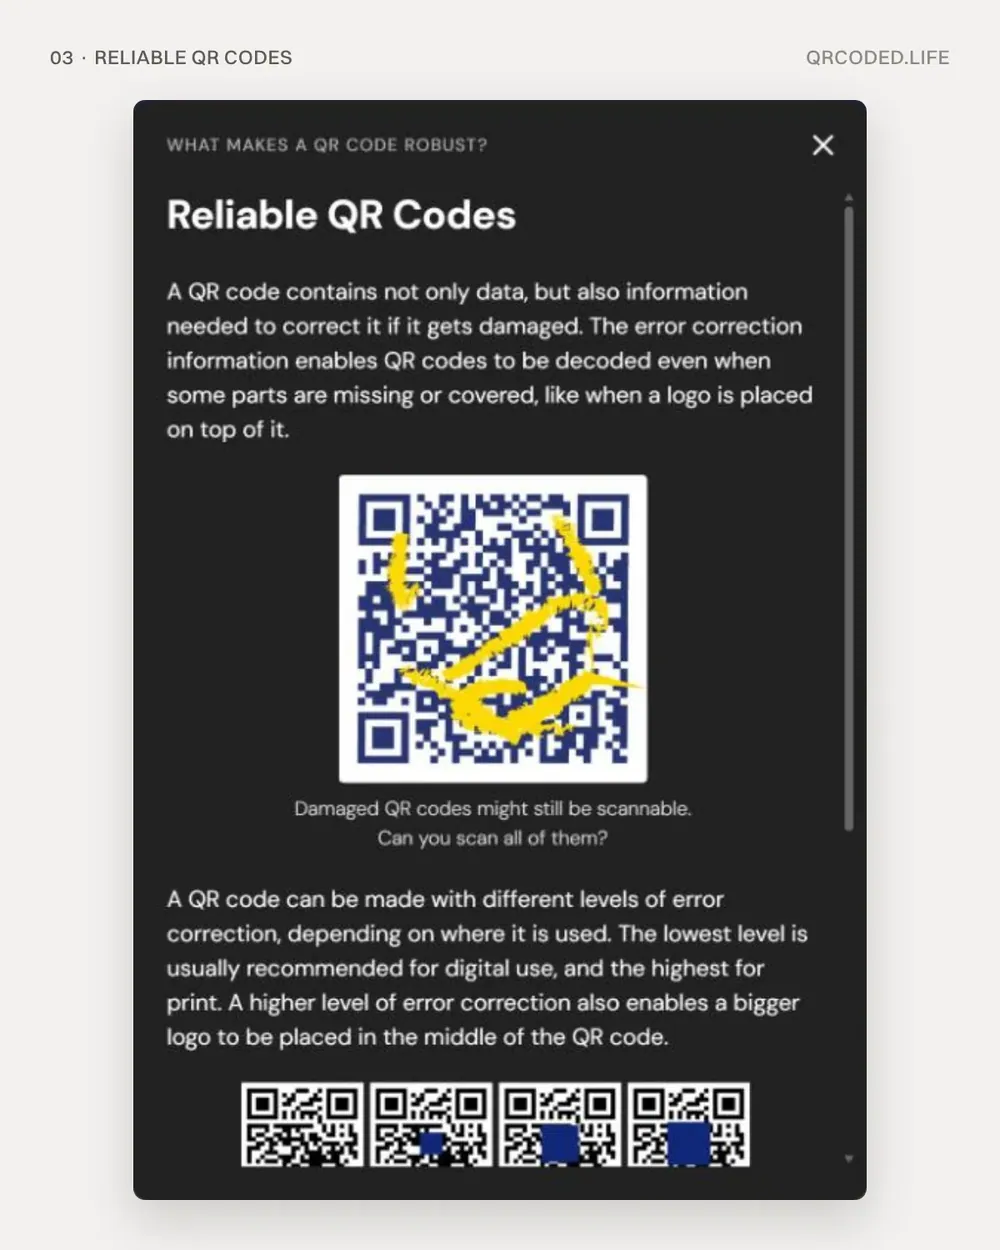 03 · RELIABLE QR CODES
QRCODED.LIFE
WHAT MAKES A QR CODE ROBUST?
Reliable QR Codes
A QR code contains not only data, but also information
needed to correct it if it gets damaged. The error correction
information enables QR codes to be decoded even when
some parts are missing or covered, like when a logo is placed
on top of it.
Damaged QR codes might still be scannable.
Can you scan all of them?
A QR code can be made with different levels of error
correction, depending on where it is used. The lowest level is
usually recommended for digital use, and the highest for
print. A higher level of error correction also enables a bigger
logo to be placed in the middle of the QR code.